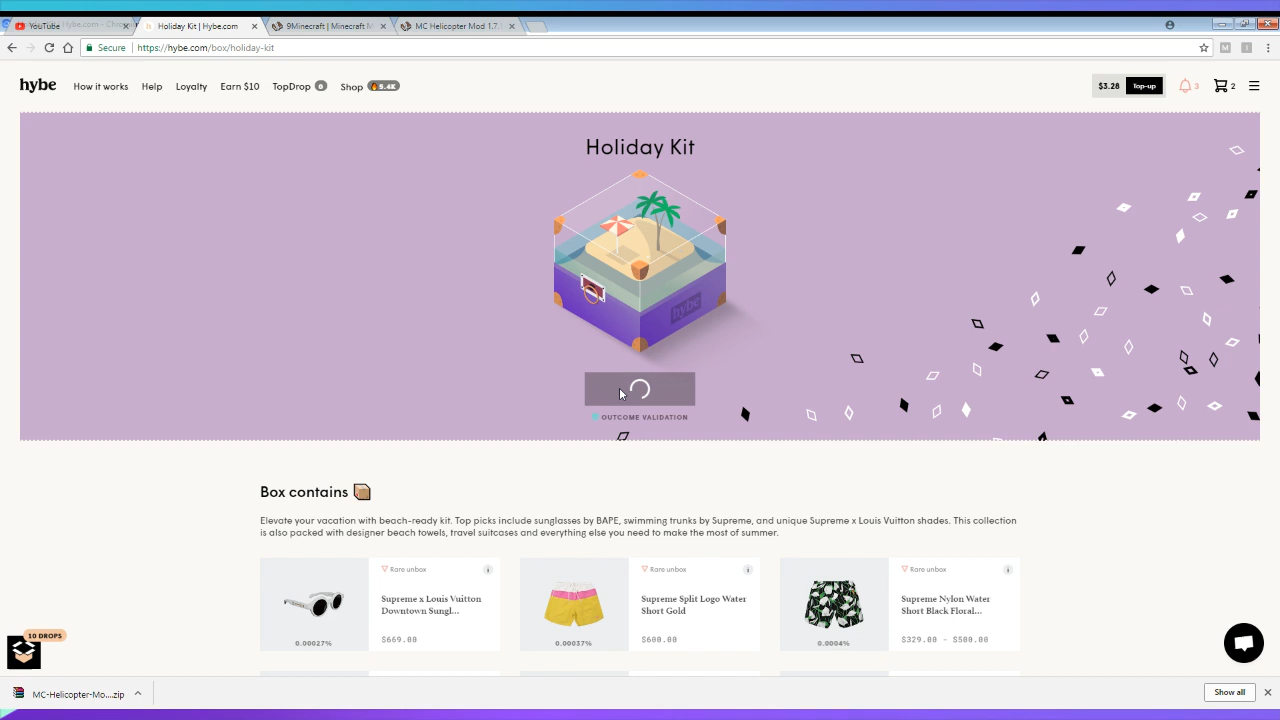 YouTube
Holiday Kit | Hybe.com
9Minecraft | Minecraft M
MC Helicopter Mod 1.7.1
Secure
https://hybe.com/box/holiday-kit
hybe
How it works
Help
Loyalty
Earn $10
TopDrop 0
Shop 🔥5.4K
$3.28
Top-up
3
2
Holiday Kit
hybe
OUTCOME VALIDATION
Box contains
Elevate your vacation with beach-ready kit. Top picks include sunglasses by BAPE, swimming trunks by Supreme, and unique Supreme x Louis Vuitton shades. This collection
is also packed with designer beach towels, travel suitcases and everything else you need to make the most of summer.
Rare unbox
Supreme x Louis Vuitton
Downtown Sungl...
0.00027%
$669.00
Rare unbox
Supreme Split Logo Water
Short Gold
0.00037%
$600.00
Rare unbox
Supreme Nylon Water
Short Black Floral...
0.0004%
$329.00 - $500.00
10 DROPS
MC-Helicopter-Mo....zip
Show all